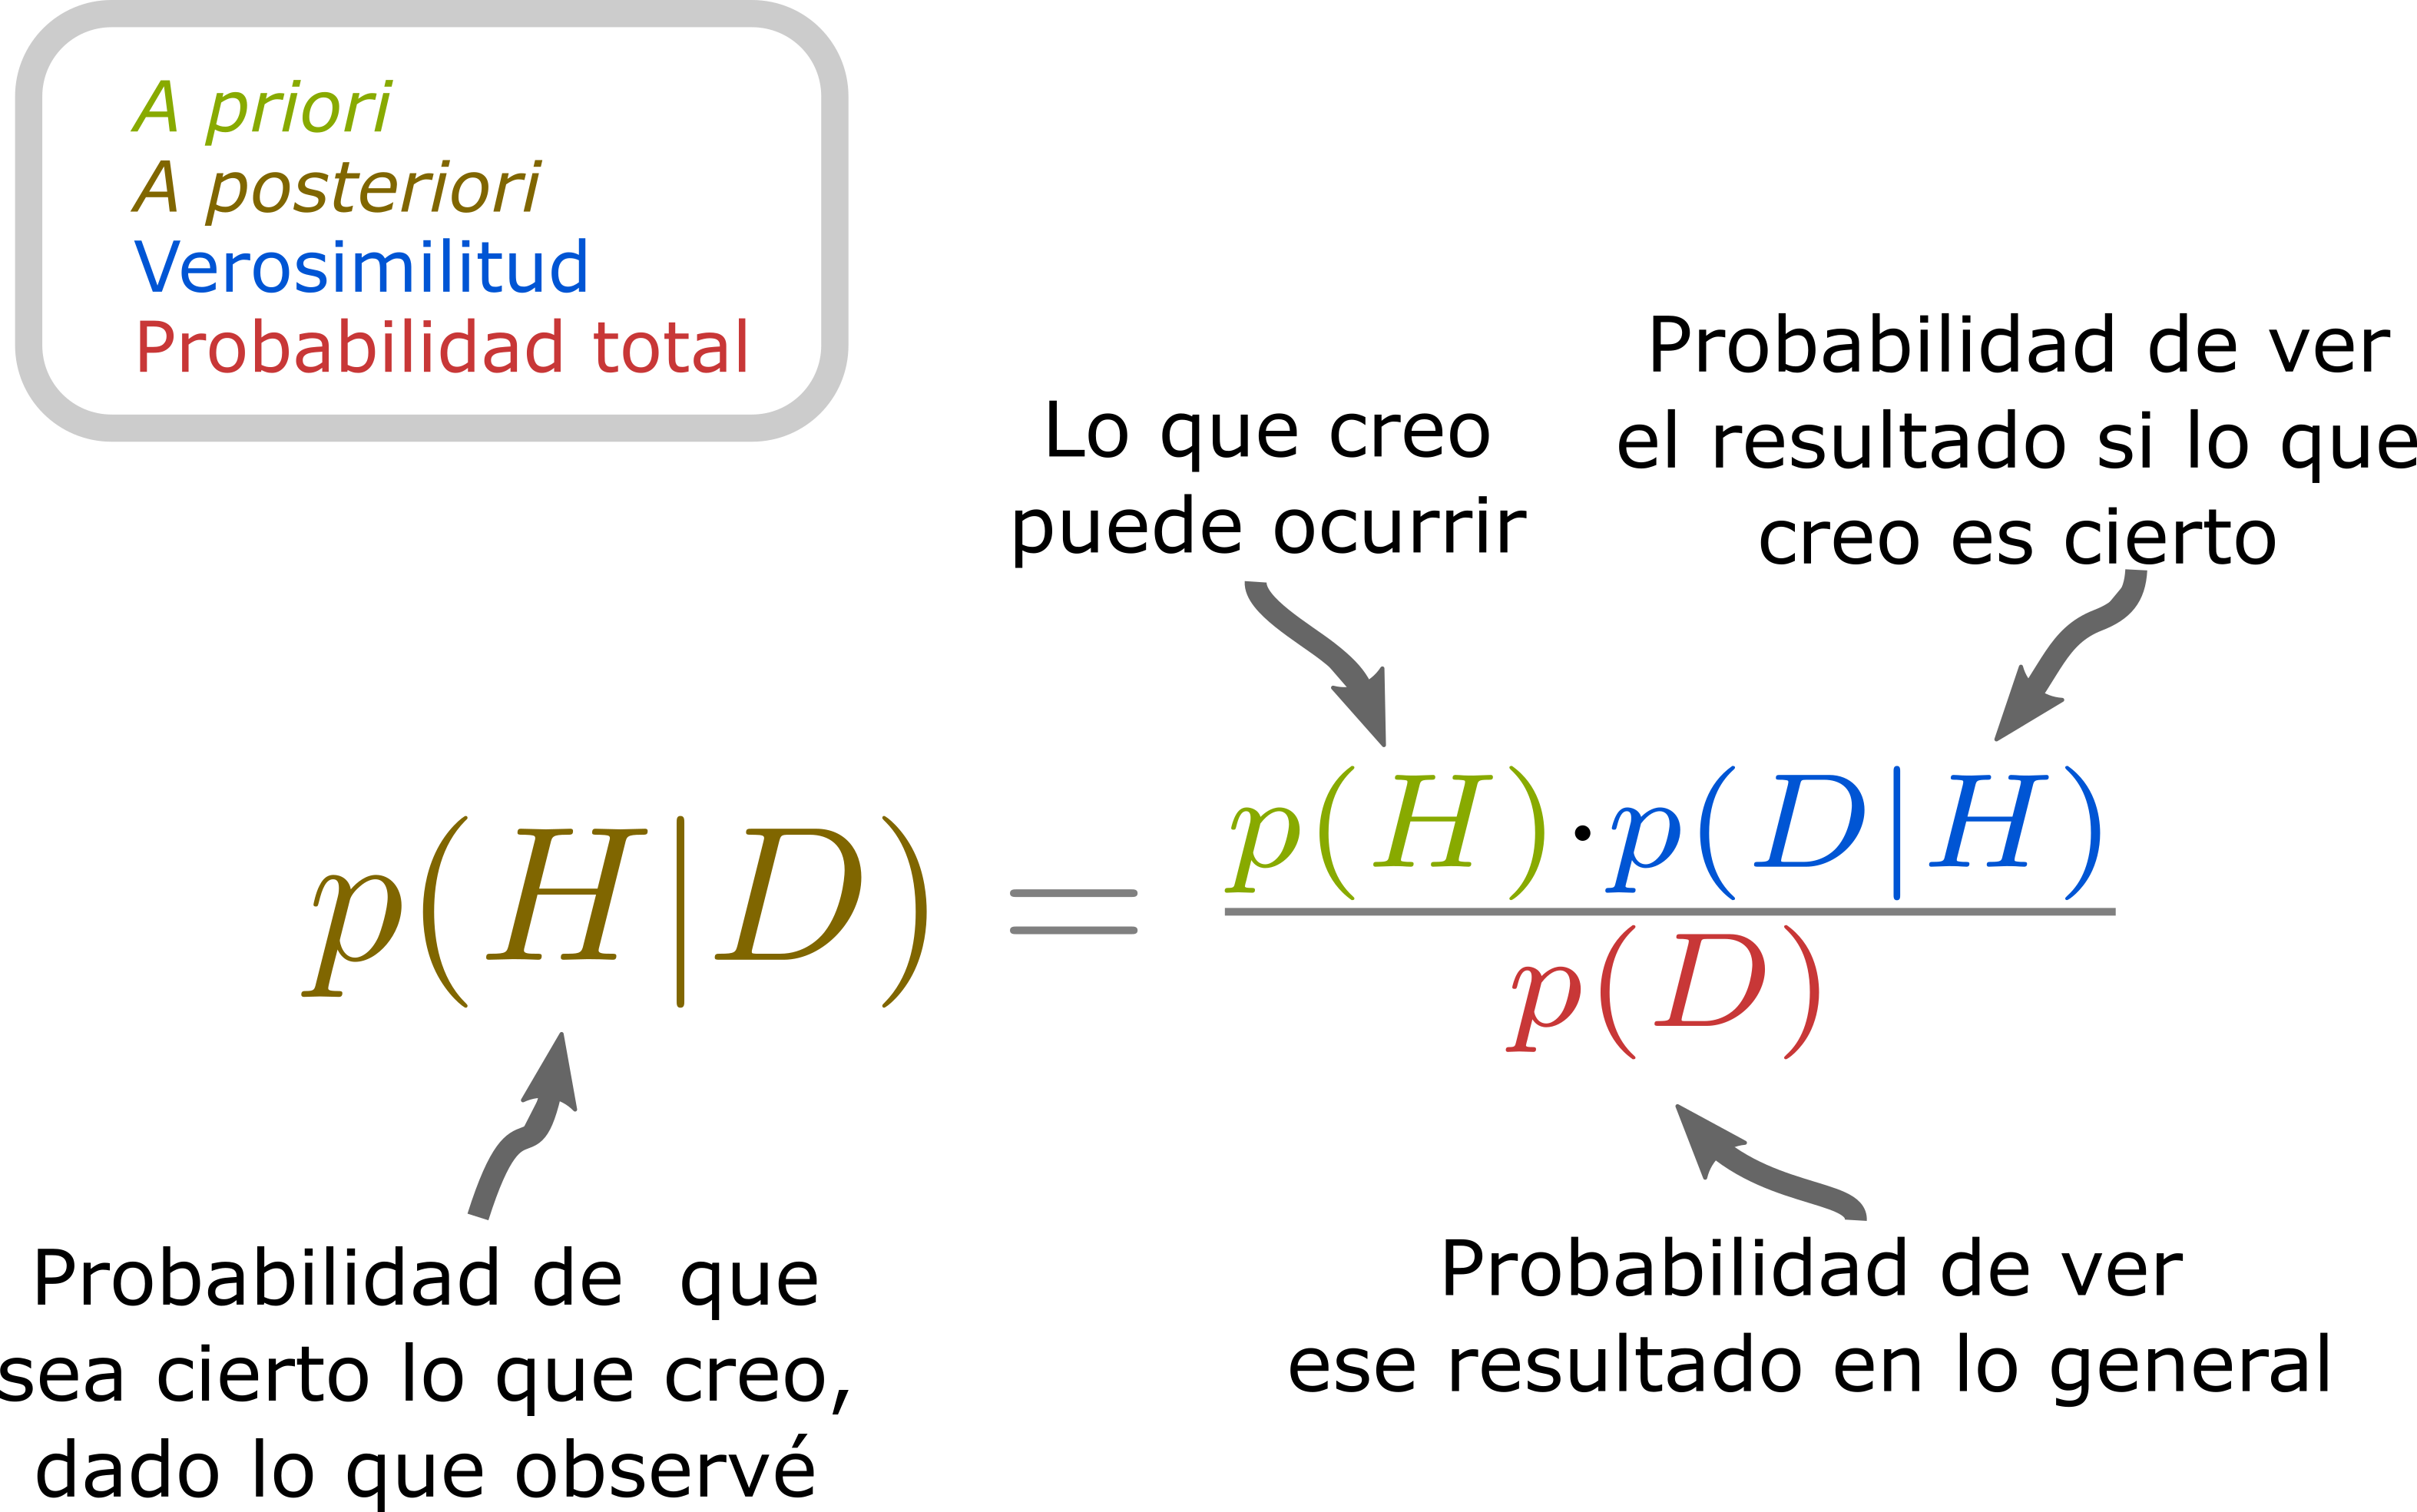 A priori
A posteriori
Verosimilitud
Probabilidad total
Lo que creo
puede ocurrir
Probabilidad de ver
el resultado si lo que
creo es cierto
p(H|D) = p(H)·p(D|H)
p(D)
Probabilidad de que
sea cierto lo que creo,
dado lo que observé
Probabilidad de ver
ese resultado en lo general